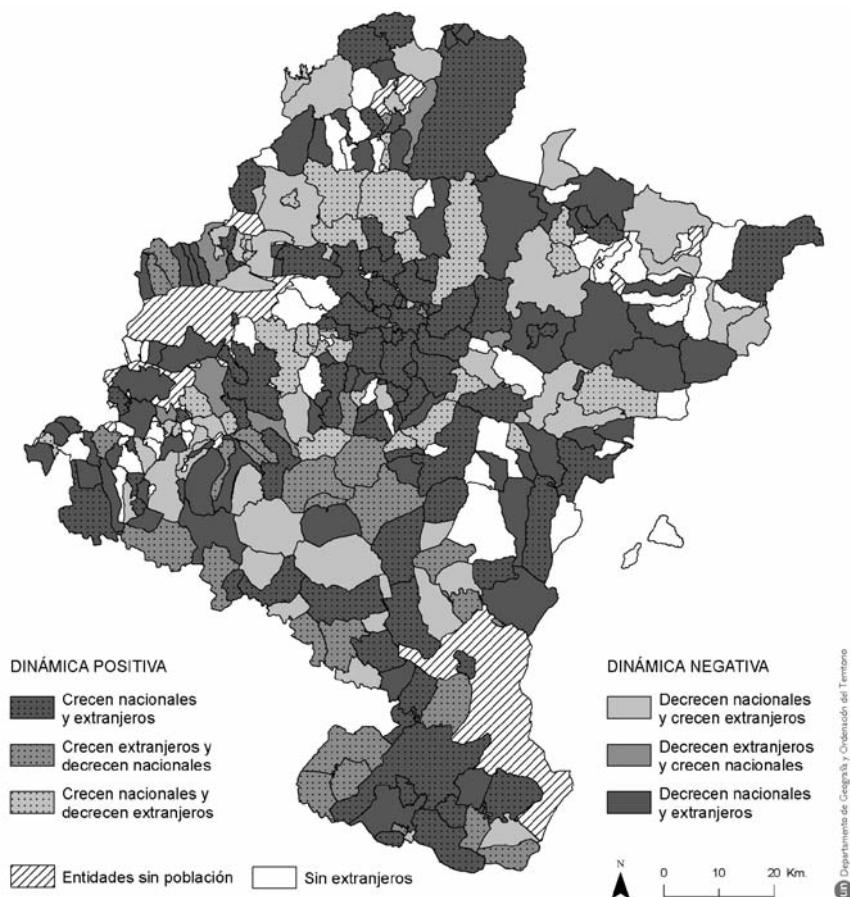 DINÁMICA POSITIVA
Crecen nacionales
y extranjeros
Crecen extranjeros y
decrecen nacionales
Crecen nacionales y
decrecen extranjeros
DINÁMICA NEGATIVA
Decrecen nacionales
y crecen extranjeros
Decrecen extranjeros
y crecen nacionales
Decrecen nacionales
y extranjeros
Entidades sin población
Sin extranjeros
N
0 10 20 Km.
un Departamento de Geografía y Ordenación del Territorio